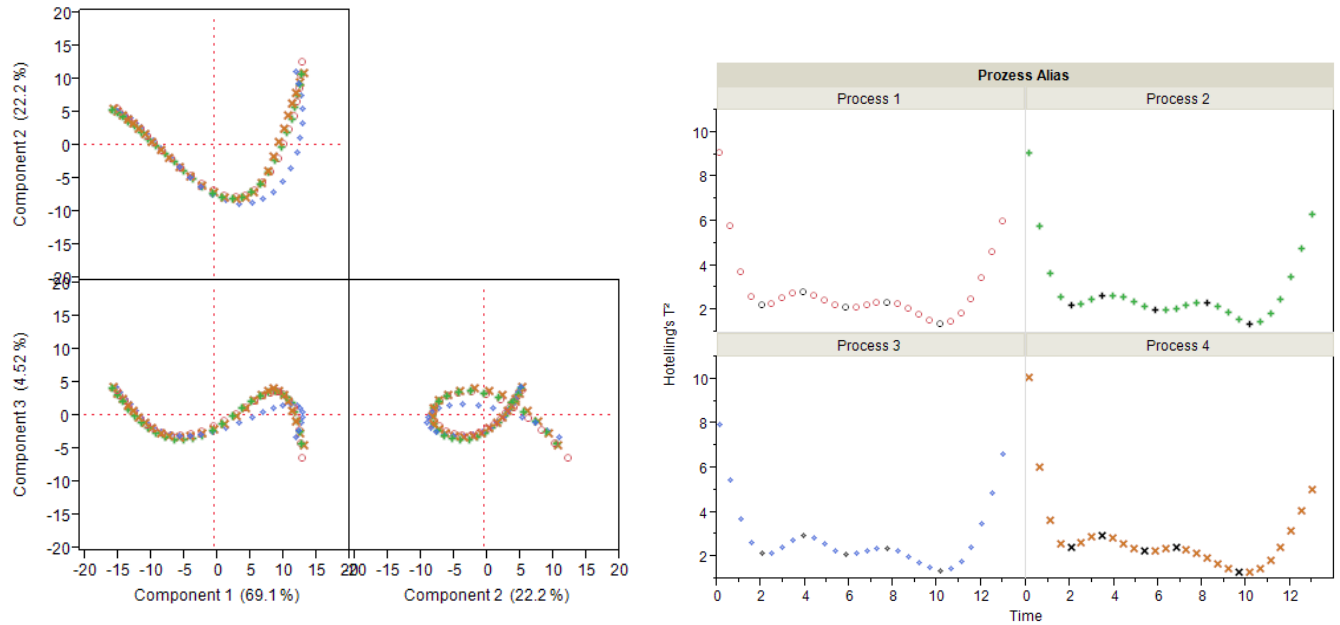 20
15
10
5
0
-5
-10
-15
-20
Component 2 (22.2 %)
20
15
10
5
0
-5
-10
-15
-20
Component 3 (4.52 %)
-20 -15 -10 -5 0 5 10 15 20
-20 -15 -10 -5 0 5 10 15 20
Component 1 (69.1 %)
Component 2 (22.2 %)
Prozess Alias
Process 1
Process 2
10
8
6
4
2
Hotelling's T²
Process 3
Process 4
10
8
6
4
2
0 2 4 6 8 10 12
0 2 4 6 8 10 12
Time